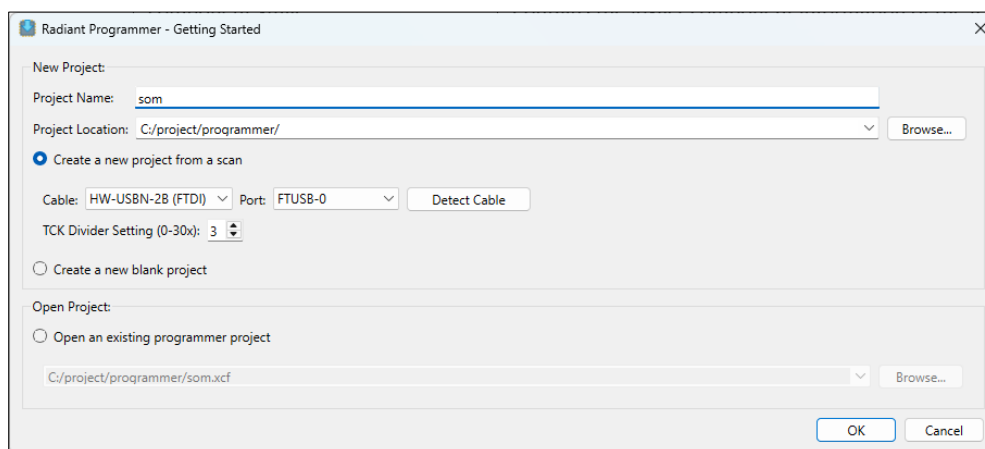 Radiant Programmer - Getting Started
New Project:
Project Name: som
Project Location: C:/project/programmer/ Browse...
Create a new project from a scan
Cable: HW-USBN-2B (FTDI) Port: FTUSB-0 Detect Cable
TCK Divider Setting (0-30x): 3
Create a new blank project
Open Project:
Open an existing programmer project
C:/project/programmer/som.xcf Browse...
OK Cancel